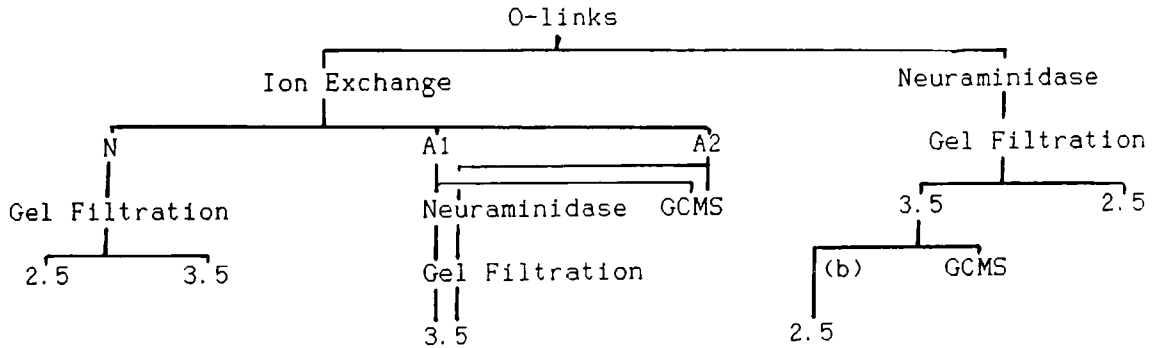 O-links
Ion Exchange Neuraminidase
N A1 A2 Gel Filtration
Gel Filtration Neuraminidase GCMS 3.5 2.5
2.5 3.5 Gel Filtration (b) GCMS
3.5 2.5